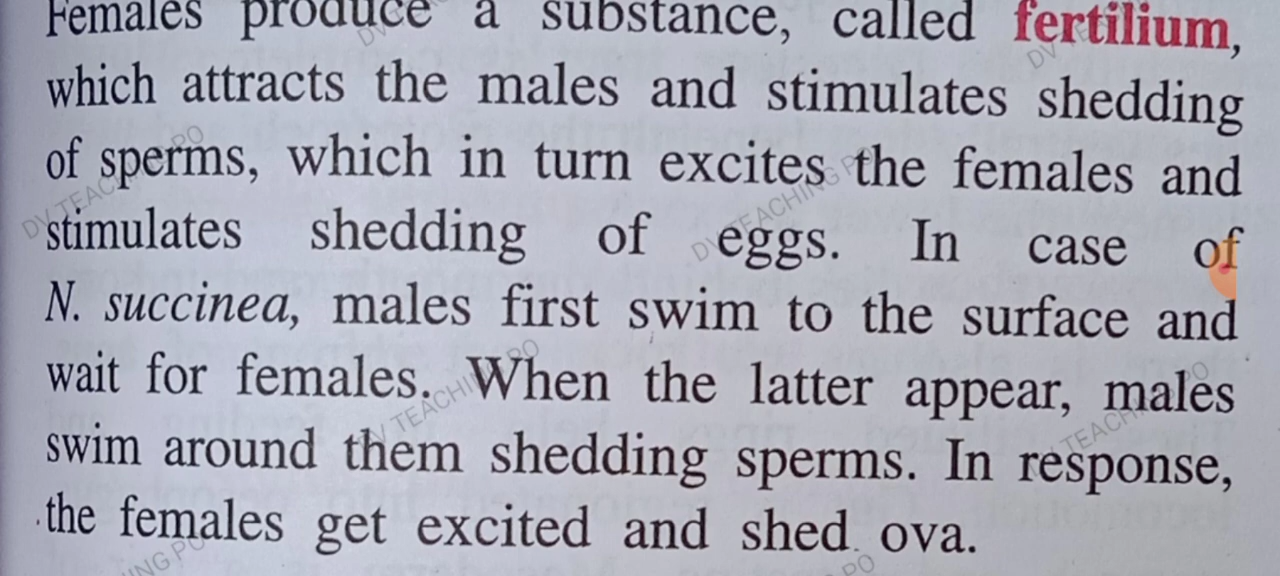 Females produce a substance, called fertilium,
which attracts the males and stimulates shedding
of sperms, which in turn excites the females and
stimulates shedding of eggs. In case of
N. succinea, males first swim to the surface and
wait for females. When the latter appear, males
swim around them shedding sperms. In response,
the females get excited and shed ova.